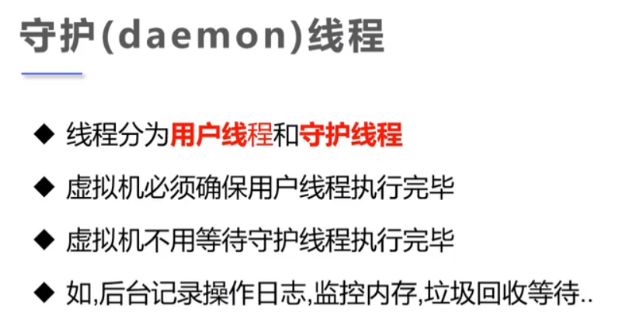 守护(daemon)线程
◆ 线程分为用户线程和守护线程
◆ 虚拟机必须确保用户线程执行完毕
◆ 虚拟机不用等待守护线程执行完毕
◆ 如,后台记录操作日志,监控内存,垃圾回收等待..